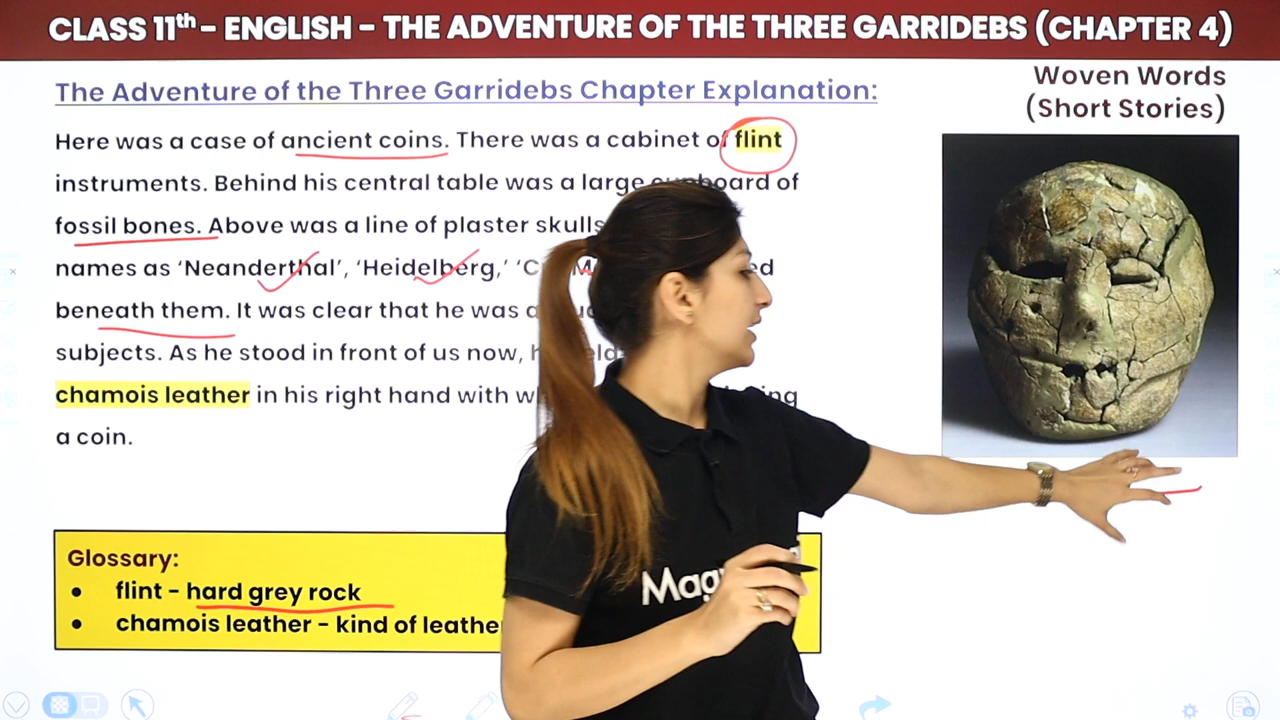 CLASS 11th - ENGLISH - THE ADVENTURE OF THE THREE GARRIDEBS (CHAPTER 4)
The Adventure of the Three Garridebs Chapter Explanation:
Woven Words
(Short Stories)
Here was a case of ancient coins. There was a cabinet of flint
instruments. Behind his central table was a large cupboard of
fossil bones. Above was a line of plaster skulls
names as 'Neanderthal', 'Heidelberg,'
beneath them. It was clear that he was a
subjects. As he stood in front of us now,
chamois leather in his right hand with
a coin.
Glossary:
• flint - hard grey rock
• chamois leather - kind of leather